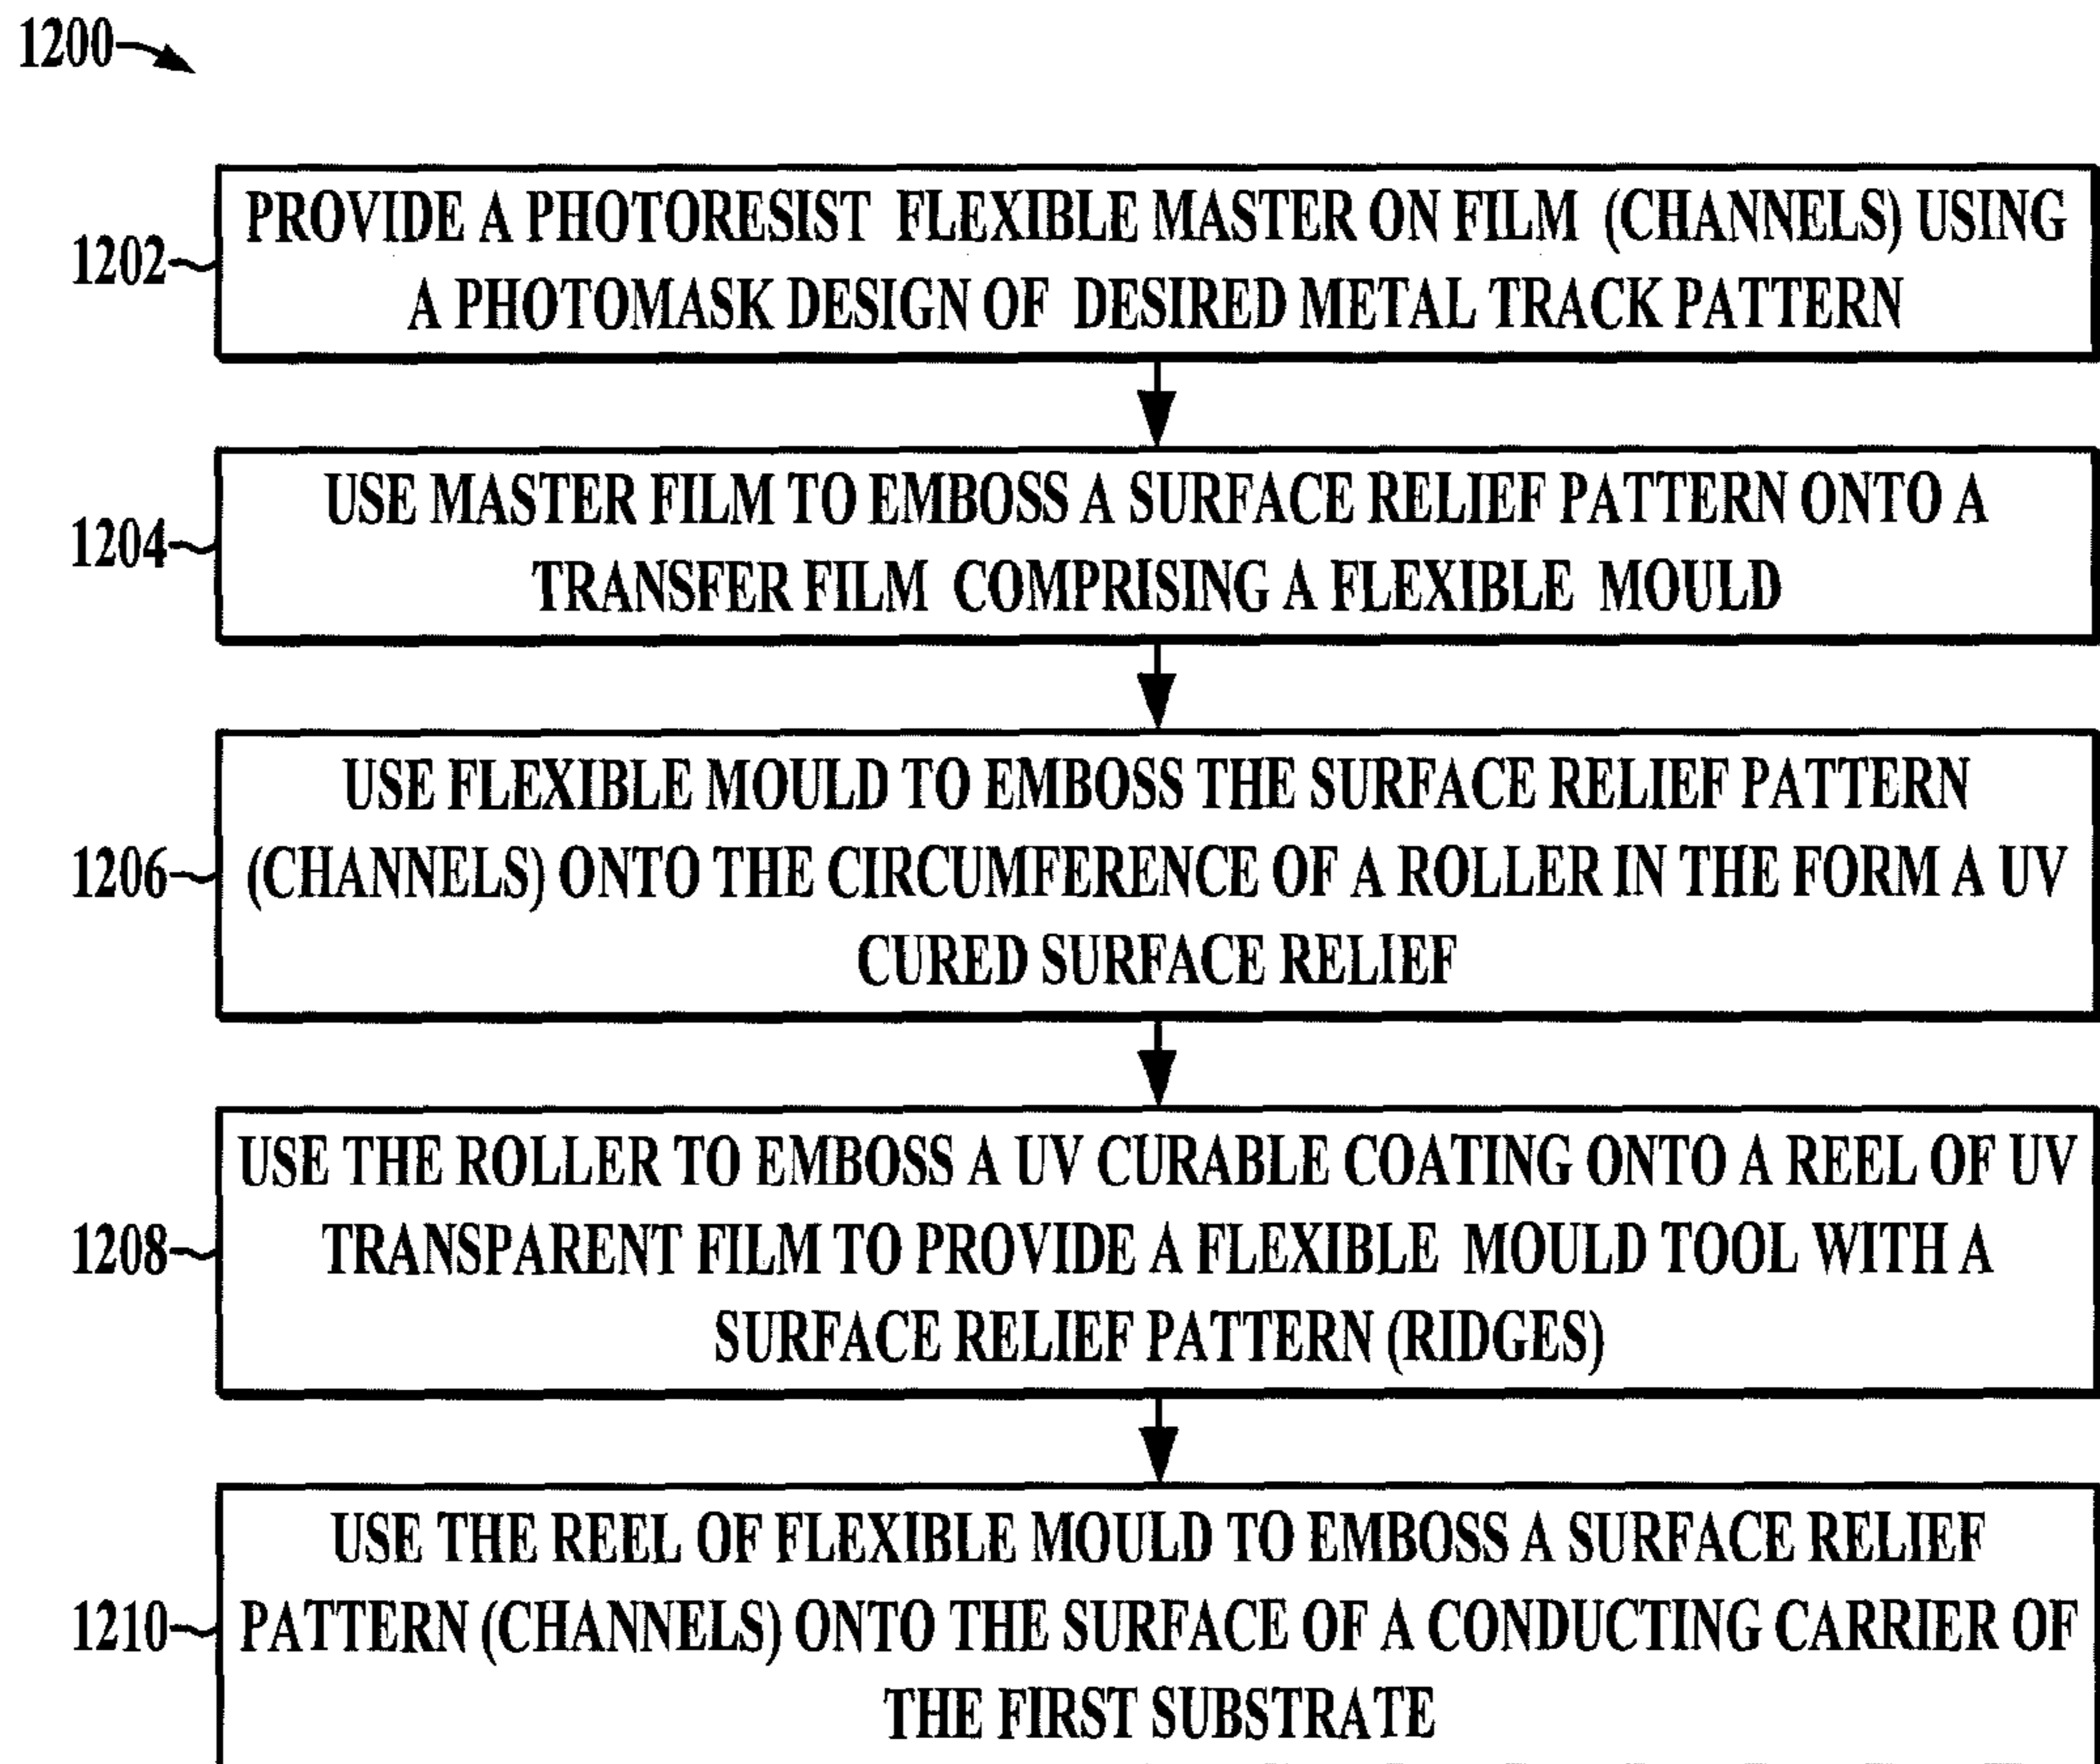 1200
PROVIDE A PHOTORESIST FLEXIBLE MASTER ON FILM (CHANNELS) USING
1202
A PHOTOMASK DESIGN OF DESIRED METAL TRACK PATTERN
USE MASTER FILM TO EMBOSS A SURFACE RELIEF PATTERN ONTO A
1204
TRANSFER FILM COMPRISING A FLEXIBLE MOULD
USE FLEXIBLE MOULD TO EMBOSS THE SURFACE RELIEF PATTERN
1206
(CHANNELS) ONTO THE CIRCUMFERENCE OF A ROLLER IN THE FORM A UV
CURED SURFACE RELIEF
USE THE ROLLER TO EMBOSS A UV CURABLE COATING ONTO A REEL OF UV
1208
TRANSPARENT FILM TO PROVIDE A FLEXIBLE MOULD TOOL WITH A
SURFACE RELIEF PATTERN (RIDGES)
USE THE REEL OF FLEXIBLE MOULD TO EMBOSS A SURFACE RELIEF
1210
PATTERN (CHANNELS) ONTO THE SURFACE OF A CONDUCTING CARRIER OF
THE FIRST SUBSTRATE